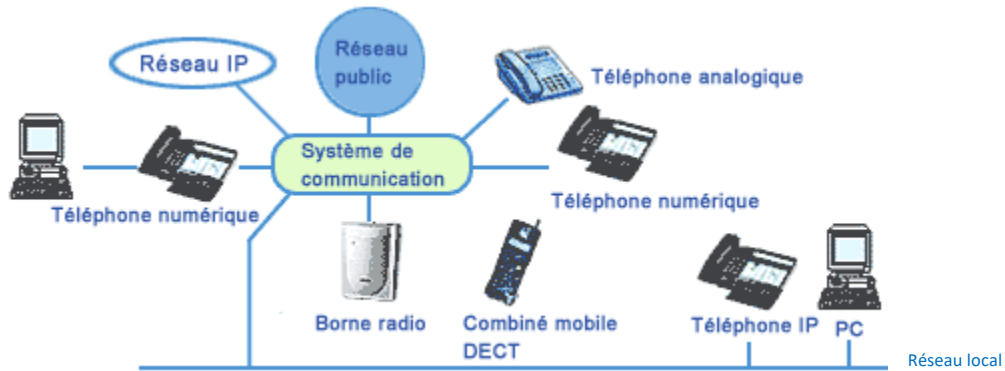 Réseau IP
Réseau
public
Téléphone analogique
Système de
communication
Téléphone numérique
Téléphone numérique
Borne radio
Combiné mobile
DECT
Téléphone IP
PC
Réseau local